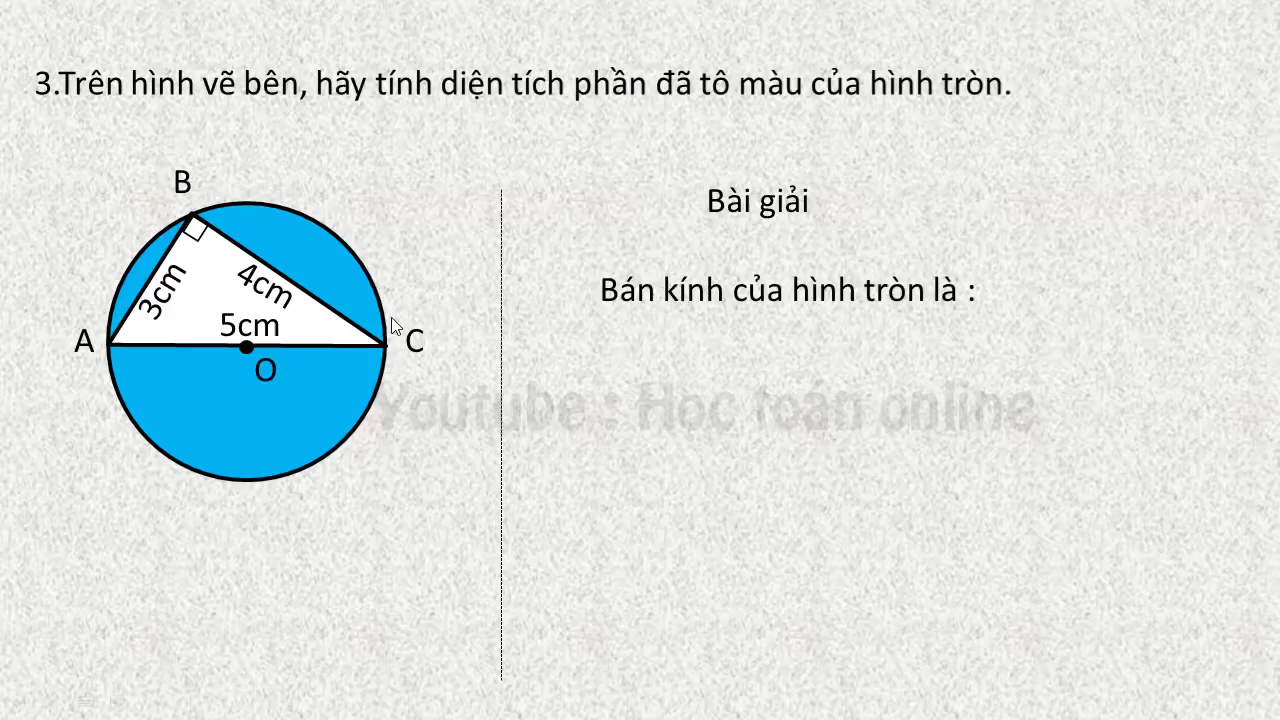 3.Trên hình vẽ bên, hãy tính diện tích phần đã tô màu của hình tròn.
B
Bài giải
Bán kính của hình tròn là :
3cm
4cm
5cm
A
C
O
Youtube : Học toán online